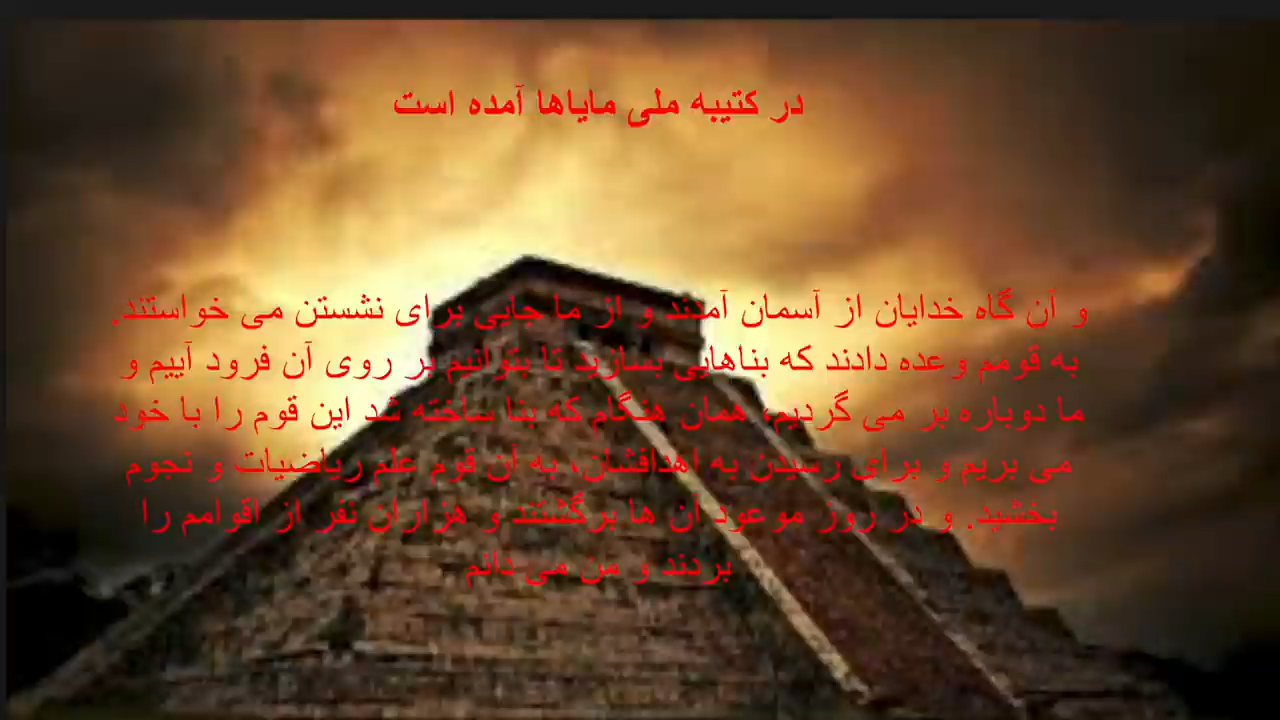 در کتیبه ملی مایاها آمده است
و آن گاه خدایان از آسمان آمدند و از ما جایی برای نشستن می خواستند.
به قومم وعده دادند که بناهایی بسازید تا بتوانیم بر روی آن فرود آییم و
ما دوباره بر می گردیم، همان هنگام که بنا ساخته شد این قوم را با خود
می بریم و برای رسیدن به اهدافشان، به آن قوم علم ریاضیات و نجوم
بخشید. و در روز موعود آن ها برگشتند و هزاران نفر از اقوامم را
بردند و من می دانم